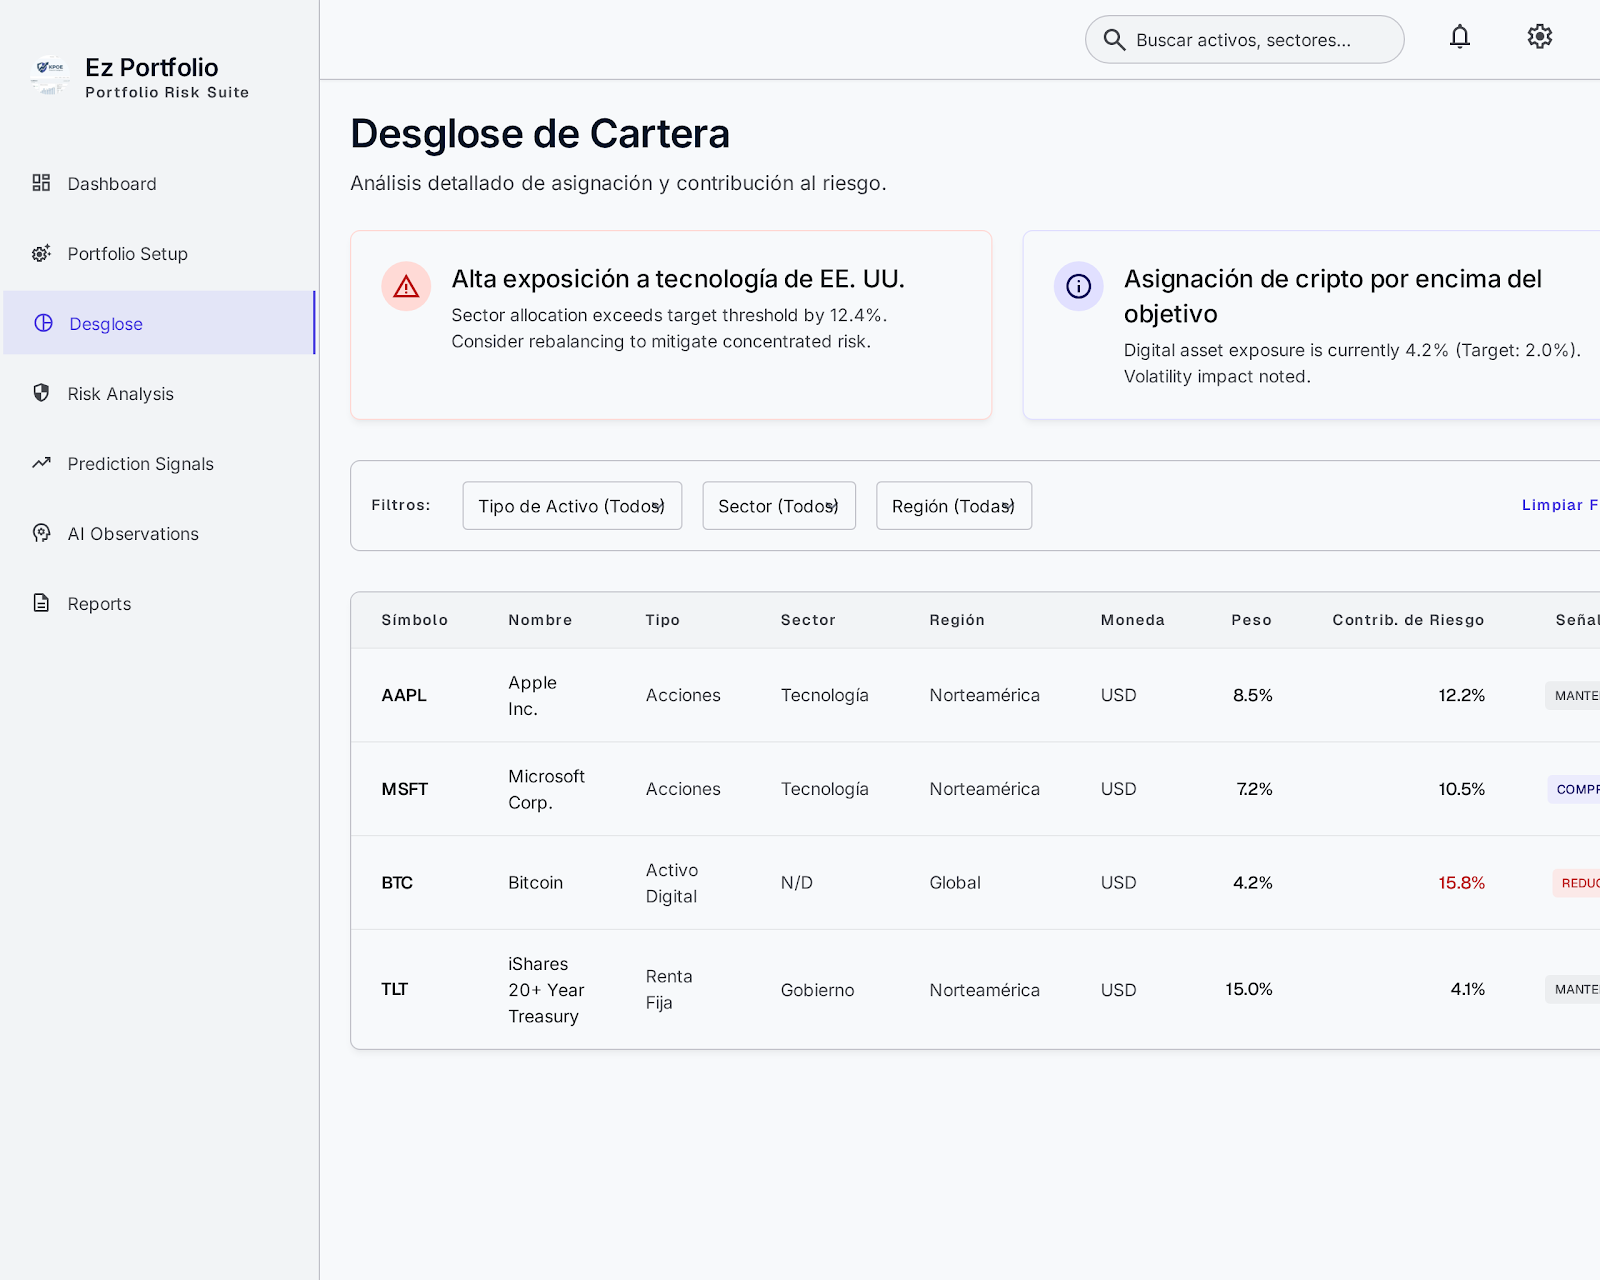 Ez Portfolio
Portfolio Risk Suite
Dashboard
Portfolio Setup
Desglose
Risk Analysis
Prediction Signals
AI Observations
Reports
Buscar activos, sectores...
Desglose de Cartera
Análisis detallado de asignación y contribución al riesgo.
Alta exposición a tecnología de EE. UU.
Sector allocation exceeds target threshold by 12.4%.
Consider rebalancing to mitigate concentrated risk.
Asignación de cripto por encima del
objetivo
Digital asset exposure is currently 4.2% (Target: 2.0%).
Volatility impact noted.
Filtros:
Tipo de Activo (Todos)
Sector (Todos)
Región (Todas)
Limpiar F
Símbolo Nombre Tipo Sector Región Moneda Peso Contrib. de Riesgo Señal
AAPL Apple Inc. Acciones Tecnología Norteamérica USD 8.5% 12.2% MANTE
MSFT Microsoft Corp. Acciones Tecnología Norteamérica USD 7.2% 10.5% COMPR
BTC Bitcoin Activo Digital N/D Global USD 4.2% 15.8% REDUC
TLT iShares 20+ Year Treasury Renta Fija Gobierno Norteamérica USD 15.0% 4.1% MANTE